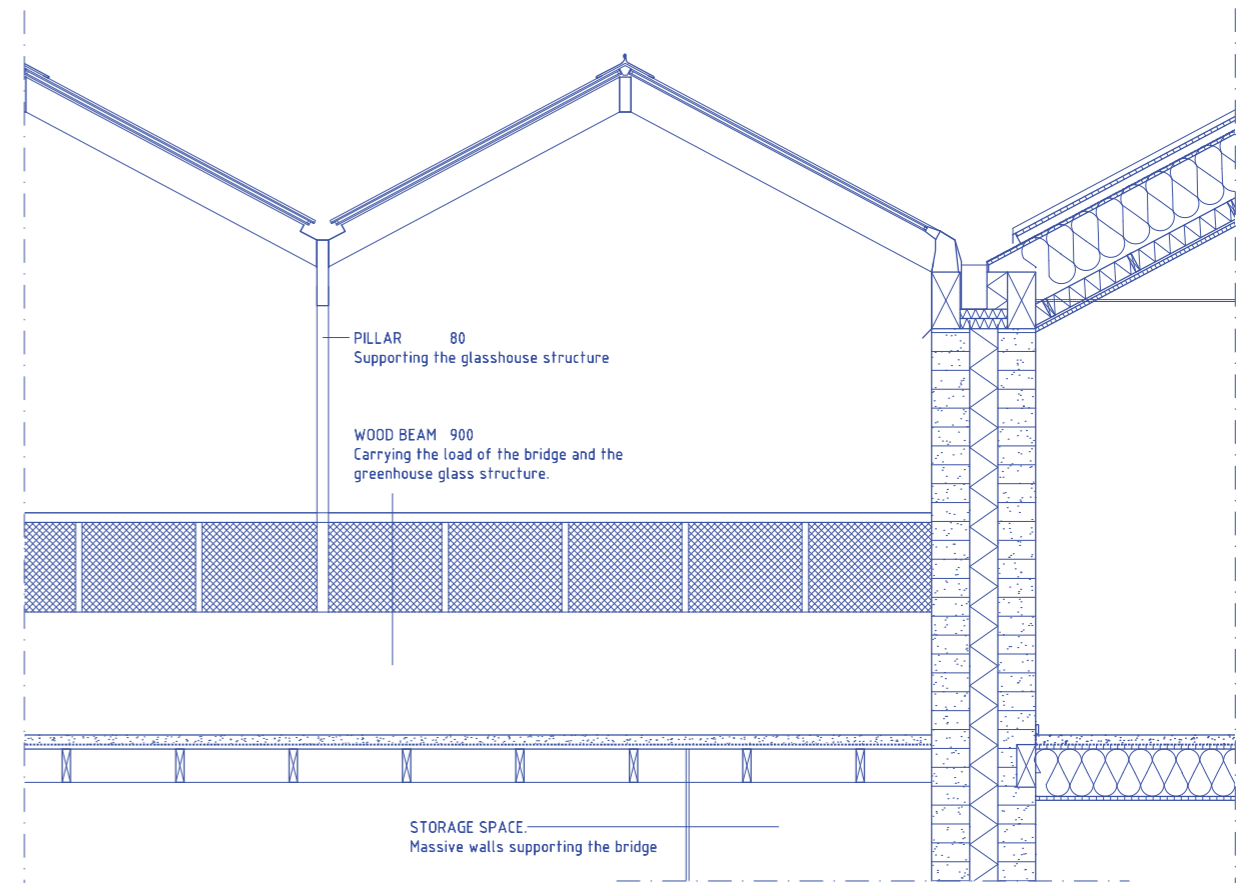 PILLAR 80
Supporting the glasshouse structure
WOOD BEAM 900
Carrying the load of the bridge and the
greenhouse glass structure.
STORAGE SPACE.
Massive walls supporting the bridge